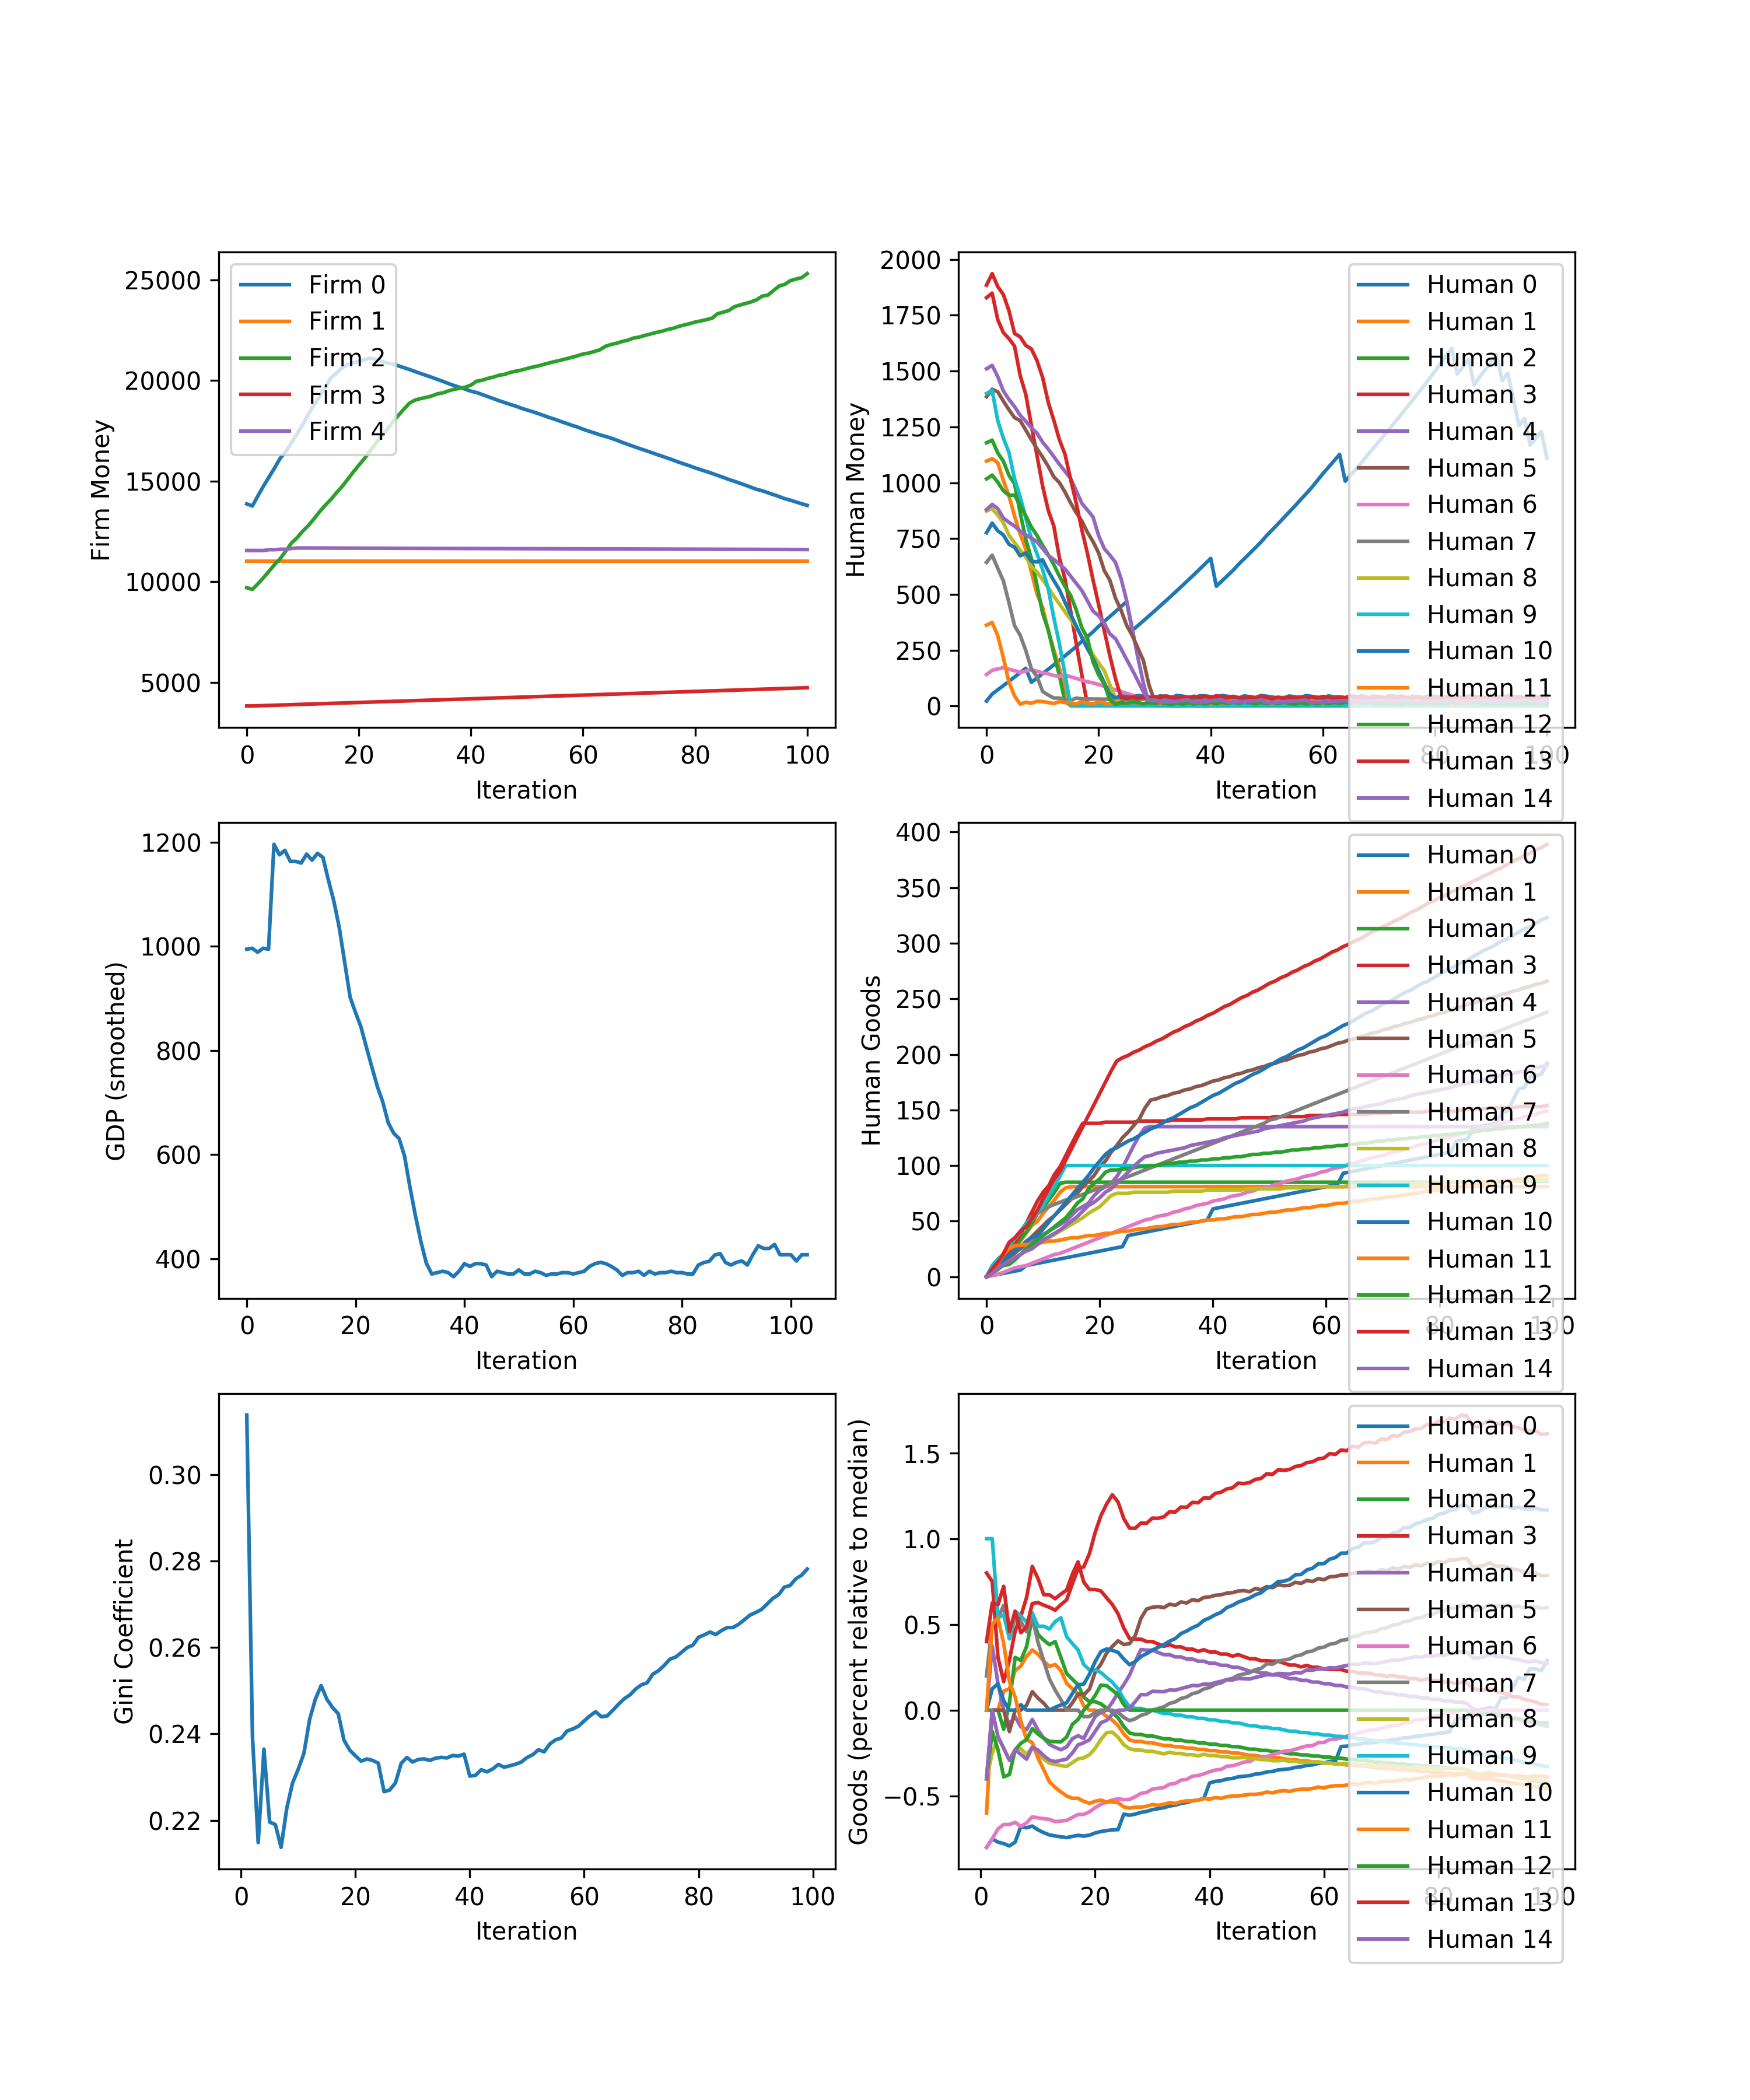 25000
20000
15000
10000
5000
Firm Money
Firm 0
Firm 1
Firm 2
Firm 3
Firm 4
0 20 40 60 80 100
Iteration
2000
1750
1500
1250
1000
750
500
250
0
Human Money
Human 0
Human 1
Human 2
Human 3
Human 4
Human 5
Human 6
Human 7
Human 8
Human 9
Human 10
Human 11
Human 12
Human 13
Human 14
0 20 40 60 80 100
Iteration
1200
1000
800
600
400
GDP (smoothed)
0 20 40 60 80 100
Iteration
400
350
300
250
200
150
100
50
0
Human Goods
Human 0
Human 1
Human 2
Human 3
Human 4
Human 5
Human 6
Human 7
Human 8
Human 9
Human 10
Human 11
Human 12
Human 13
Human 14
0 20 40 60 80 100
Iteration
0.30
0.28
0.26
0.24
0.22
Gini Coefficient
0 20 40 60 80 100
Iteration
1.5
1.0
0.5
0.0
−0.5
Goods (percent relative to median)
Human 0
Human 1
Human 2
Human 3
Human 4
Human 5
Human 6
Human 7
Human 8
Human 9
Human 10
Human 11
Human 12
Human 13
Human 14
0 20 40 60 80 100
Iteration